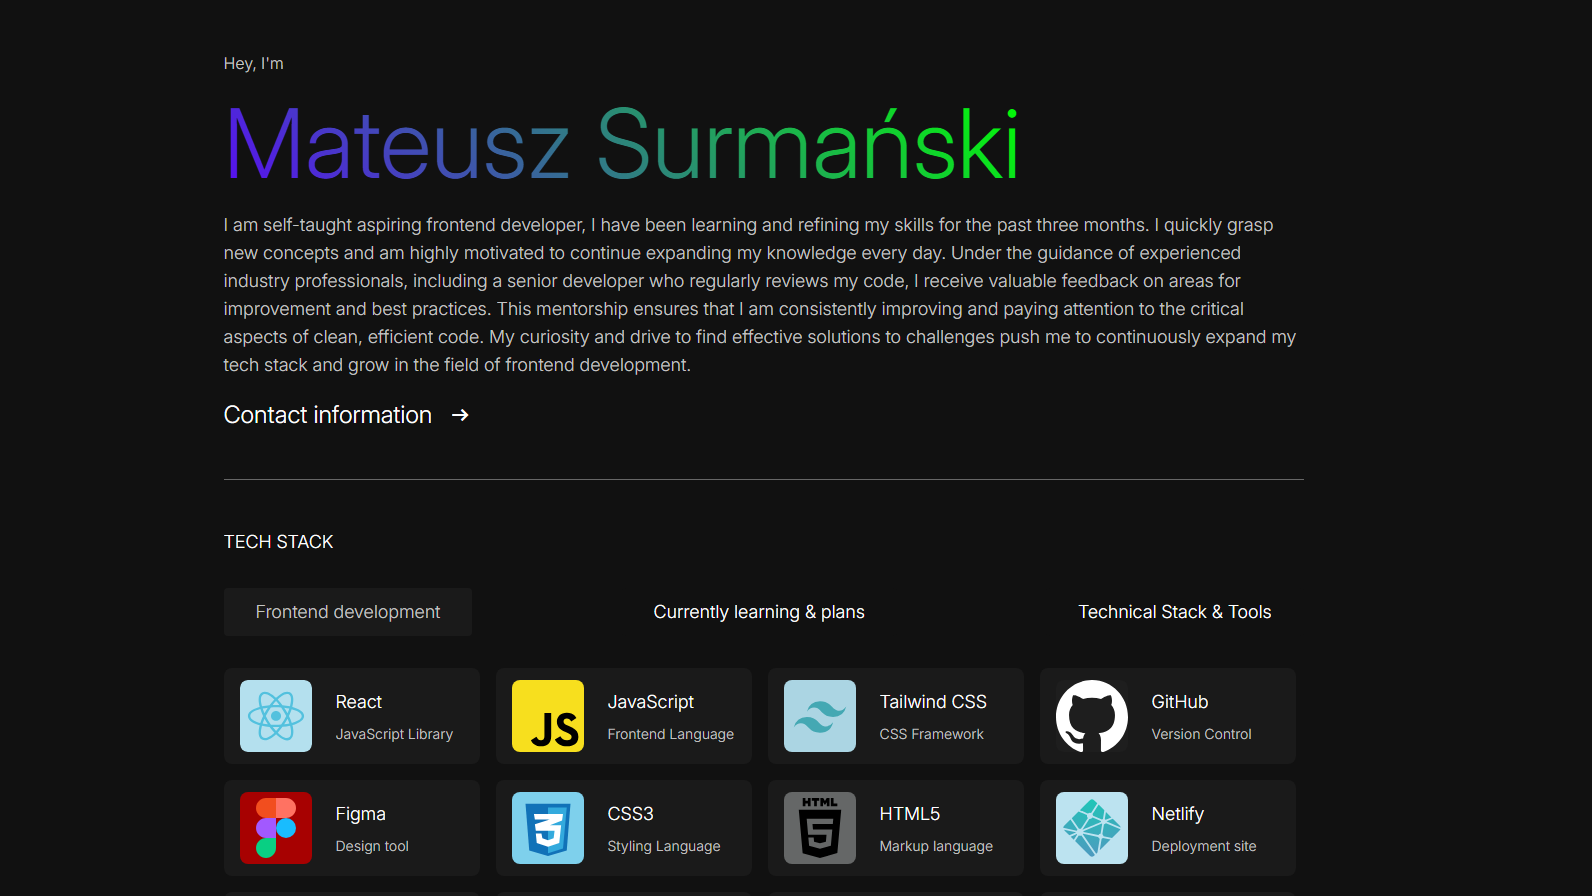 Hey, I'm
Mateusz Surmański
I am self-taught aspiring frontend developer, I have been learning and refining my skills for the past three months. I quickly grasp
new concepts and am highly motivated to continue expanding my knowledge every day. Under the guidance of experienced
industry professionals, including a senior developer who regularly reviews my code, I receive valuable feedback on areas for
improvement and best practices. This mentorship ensures that I am consistently improving and paying attention to the critical
aspects of clean, efficient code. My curiosity and drive to find effective solutions to challenges push me to continuously expand my
tech stack and grow in the field of frontend development.
Contact information →
TECH STACK
Frontend development
Currently learning & plans
Technical Stack & Tools
React
JavaScript Library
JS
JavaScript
Frontend Language
Tailwind CSS
CSS Framework
GitHub
Version Control
Figma
Design tool
3
CSS3
Styling Language
HTML
5
HTML5
Markup language
Netlify
Deployment site